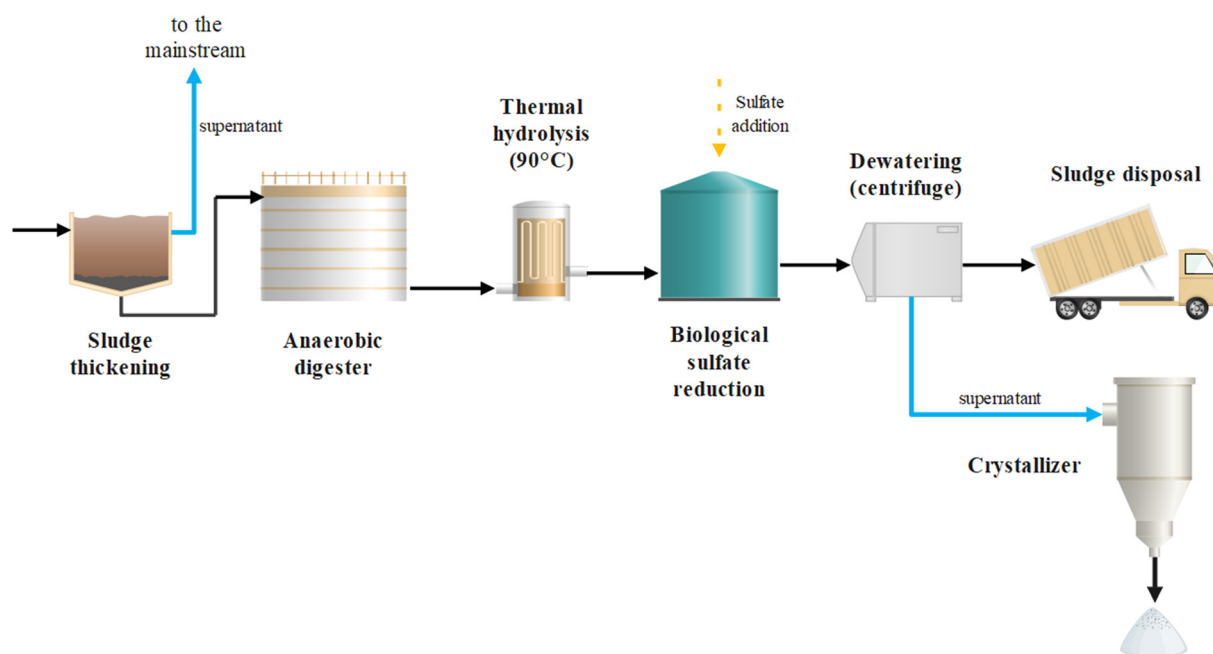 to the
mainstream
supernatant
Sludge
thickening
Anaerobic
digester
Thermal
hydrolysis
(90°C)
Sulfate
addition
Biological
sulfate
reduction
Dewatering
(centrifuge)
Sludge disposal
supernatant
Crystallizer